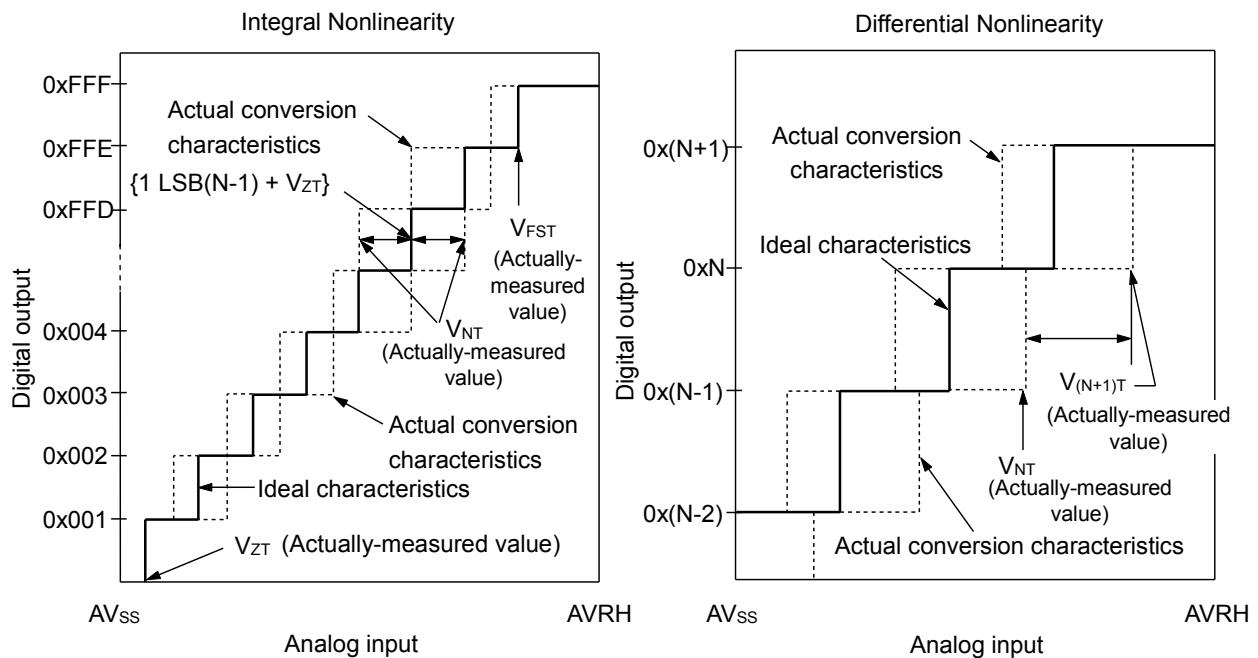 Integral Nonlinearity
0xFFF
0xFFE
0xFFD
0x004
0x003
0x002
0x001
Digital output
Actual conversion
characteristics
{1 LSB(N-1) + VZT}
VFST
(Actually-
measured
value)
VNT
(Actually-measured
value)
Actual conversion
characteristics
Ideal characteristics
VZT (Actually-measured value)
AVSS
AVRH
Analog input
Differential Nonlinearity
0x(N+1)
0xN
0x(N-1)
0x(N-2)
Digital output
Actual conversion
characteristics
Ideal characteristics
V(N+1)T
(Actually-measured
value)
VNT
(Actually-measured
value)
Actual conversion characteristics
AVSS
AVRH
Analog input